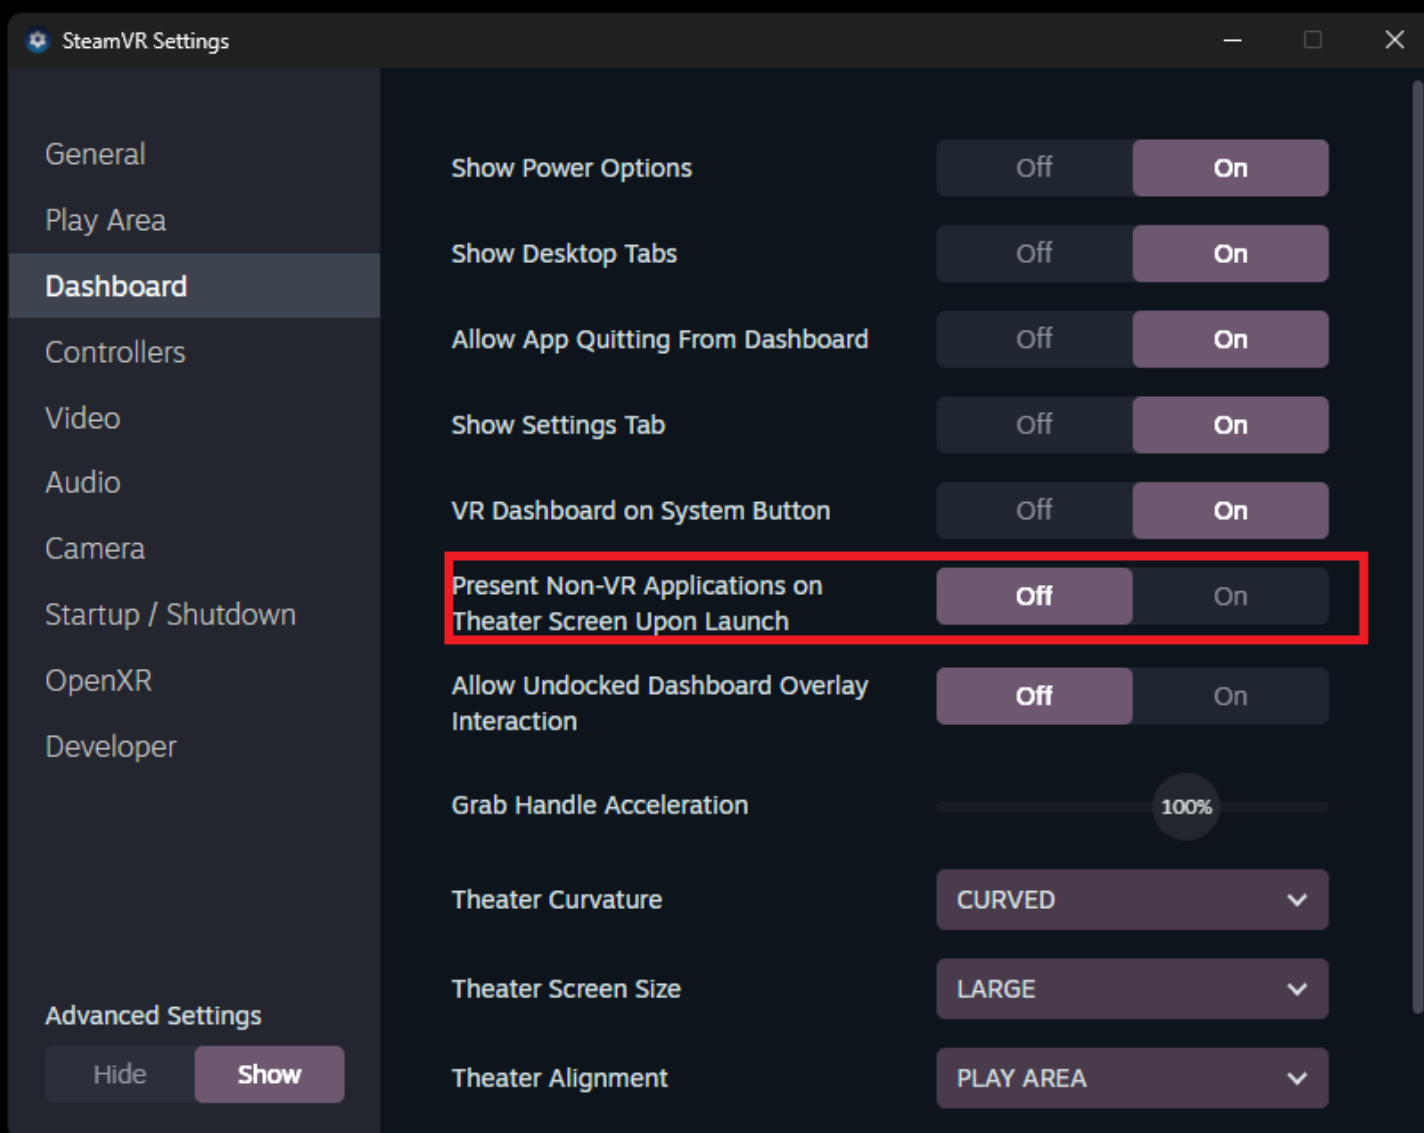 SteamVR Settings
General
Play Area
Dashboard
Controllers
Video
Audio
Camera
Startup / Shutdown
OpenXR
Developer
Advanced Settings
Hide Show
Show Power Options Off On
Show Desktop Tabs Off On
Allow App Quitting From Dashboard Off On
Show Settings Tab Off On
VR Dashboard on System Button Off On
Present Non-VR Applications on
Theater Screen Upon Launch
Off On
Allow Undocked Dashboard Overlay
Interaction
Off On
Grab Handle Acceleration 100%
Theater Curvature CURVED
Theater Screen Size LARGE
Theater Alignment PLAY AREA